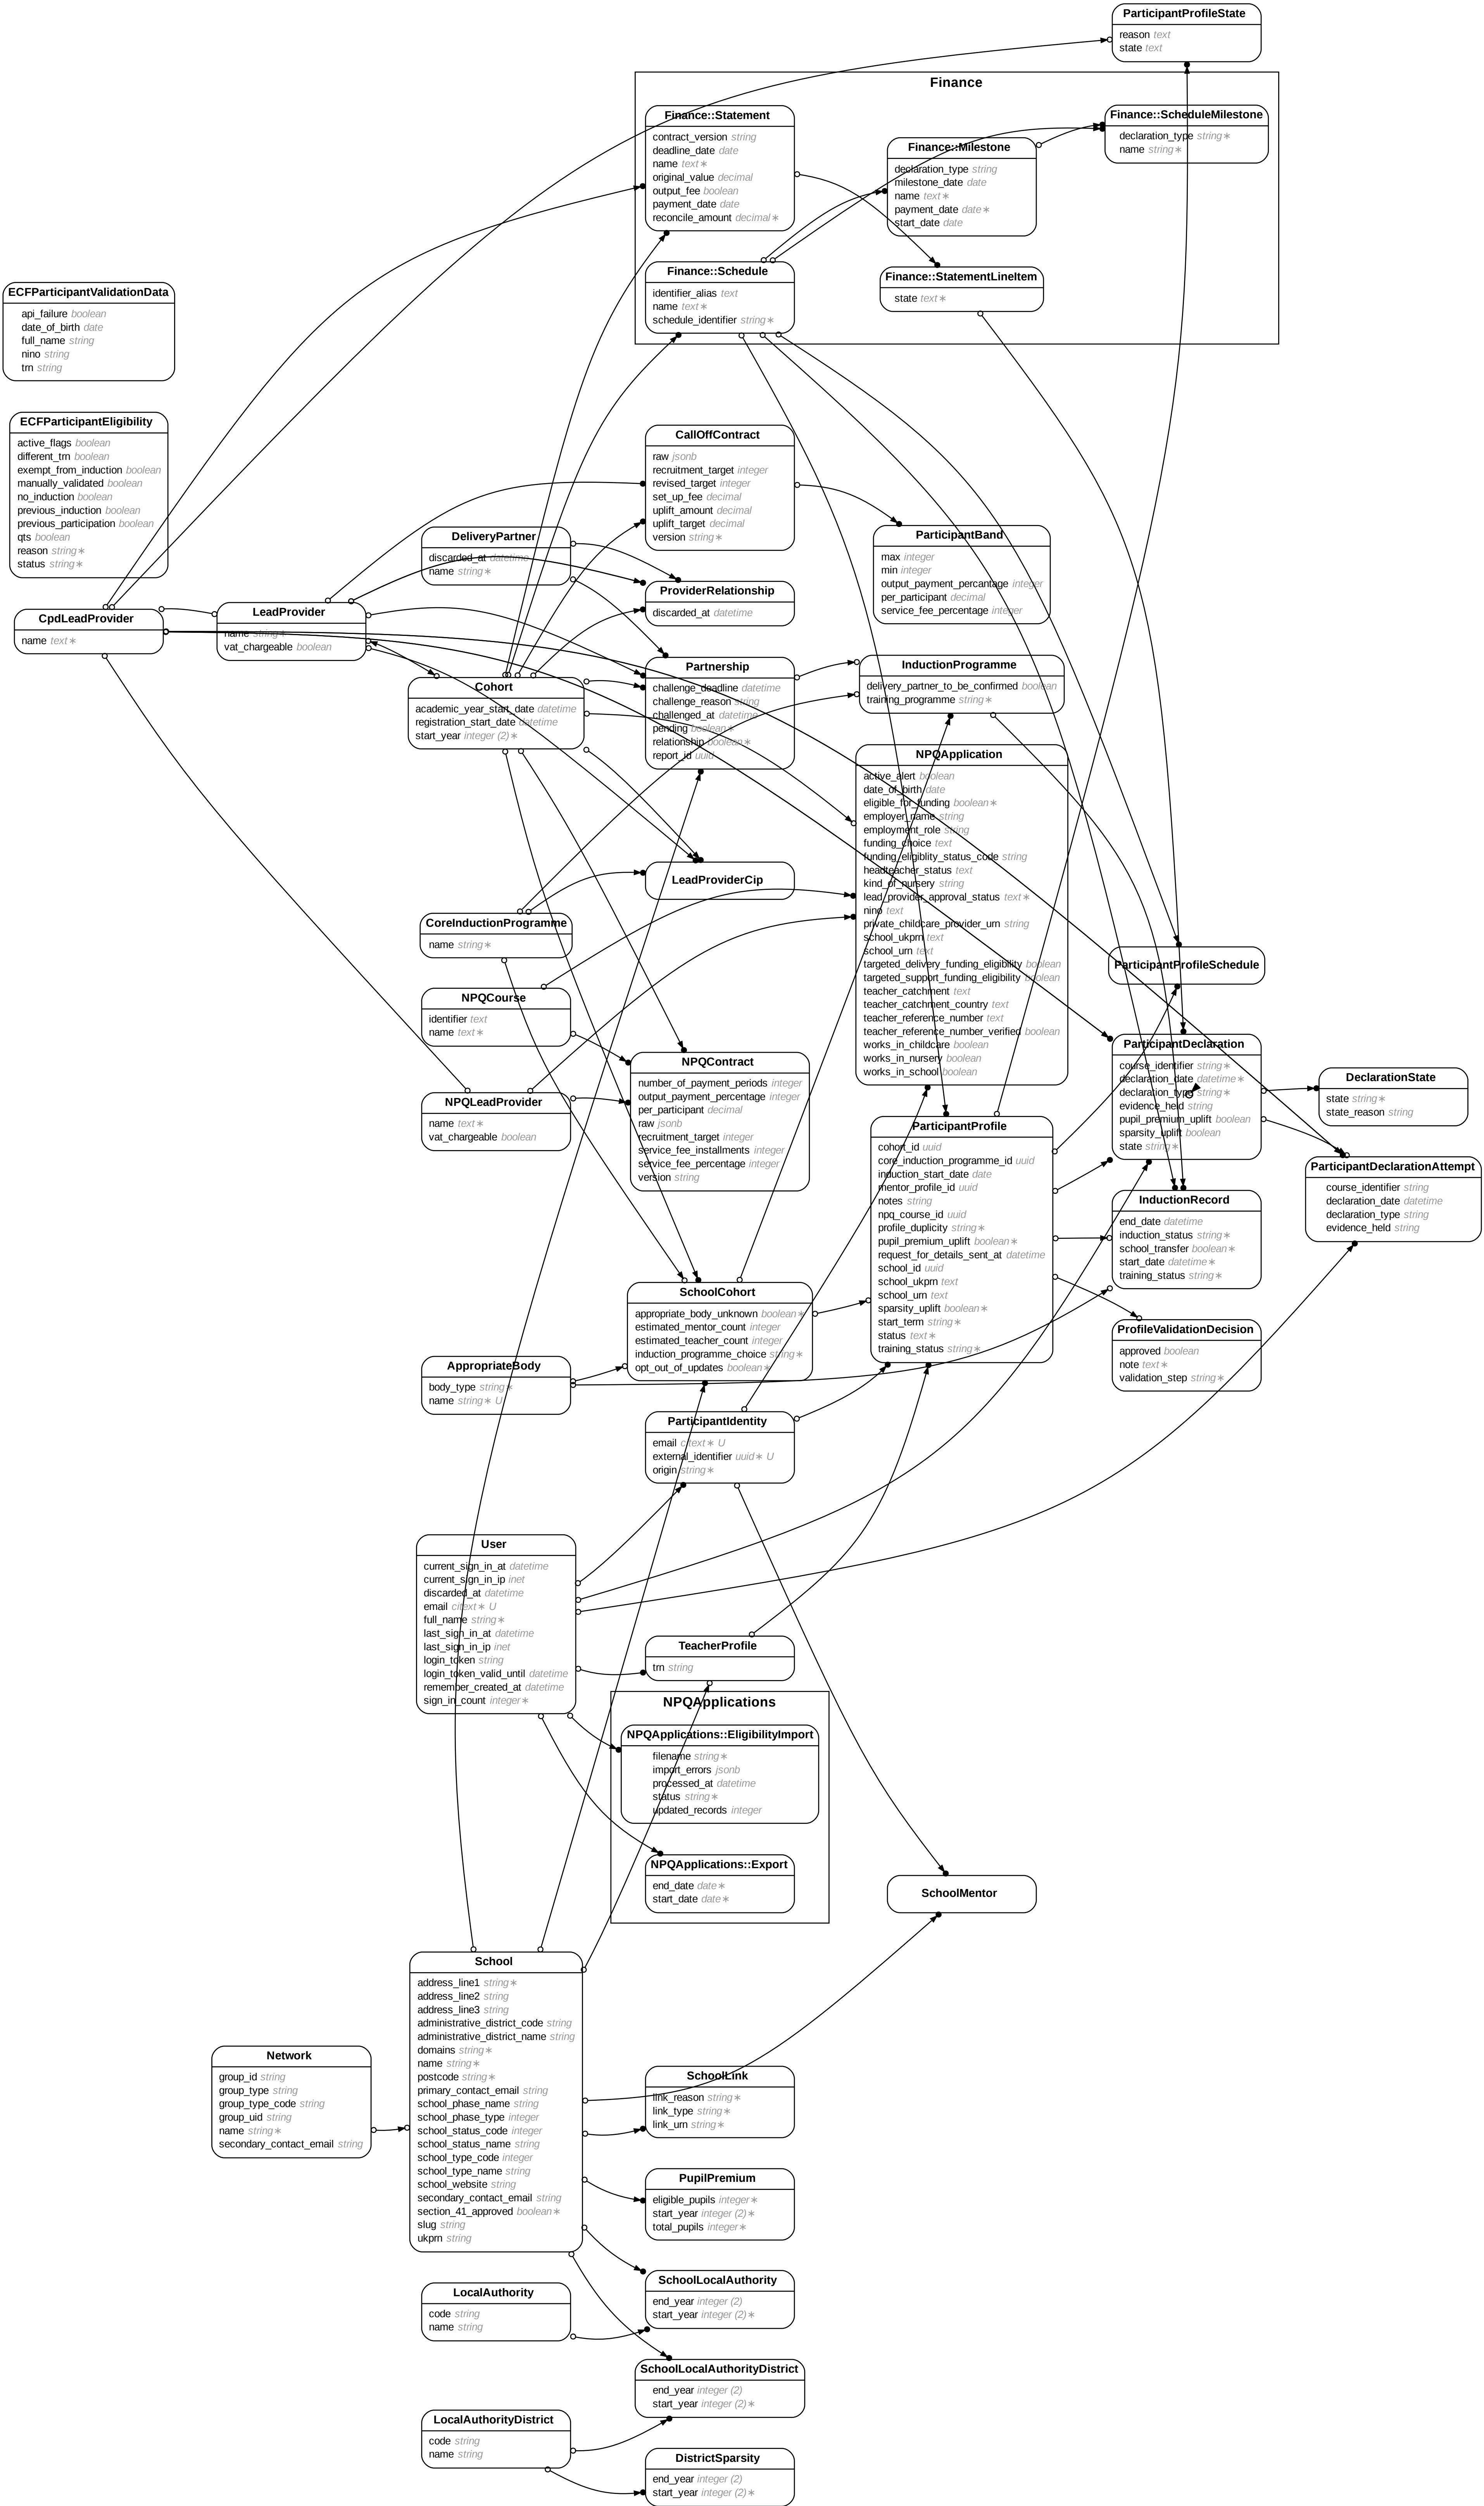 ParticipantProfileState
reason text
state text
Finance
Finance::Statement
contract_version string
deadline_date date
name text∗
original_value decimal
output_fee boolean
payment_date date
reconcile_amount decimal∗
Finance::Milestone
declaration_type string
milestone_date date
name text∗
payment_date date∗
start_date date
Finance::ScheduleMilestone
declaration_type string∗
name string∗
Finance::Schedule
identifier_alias text
name text∗
schedule_identifier string∗
Finance::StatementLineItem
state text∗
ECFParticipantValidationData
api_failure boolean
date_of_birth date
full_name string
nino string
trn string
ECFParticipantEligibility
active_flags boolean
different_trn boolean
exempt_from_induction boolean
manually_validated boolean
no_induction boolean
previous_induction boolean
previous_participation boolean
qts boolean
reason string∗
status string∗
CallOffContract
raw jsonb
recruitment_target integer
revised_target integer
set_up_fee decimal
uplift_amount decimal
uplift_target decimal
version string∗
DeliveryPartner
discarded_at datetime
name string∗
ParticipantBand
max integer
min integer
output_payment_percantage integer
per_participant decimal
service_fee_percentage integer
ProviderRelationship
discarded_at datetime
CpdLeadProvider
name text∗
LeadProvider
name string∗
vat_chargeable boolean
Cohort
academic_year_start_date datetime
registration_start_date datetime
start_year integer (2)∗
Partnership
challenge_deadline datetime
challenge_reason string
challenged_at datetime
pending boolean∗
relationship boolean∗
report_id uuid
InductionProgramme
delivery_partner_to_be_confirmed boolean
training_programme string∗
NPQApplication
active_alert boolean
date_of_birth date
eligible_for_funding boolean∗
employer_name string
employment_role string
funding_choice text
funding_eligiblity_status_code string
headteacher_status text
kind_of_nursery string
lead_provider_approval_status text∗
nino text
private_childcare_provider_urn string
school_ukprn text
school_urn text
targeted_delivery_funding_eligibility boolean
targeted_support_funding_eligibility boolean
teacher_catchment text
teacher_catchment_country text
teacher_reference_number text
teacher_reference_number_verified boolean
works_in_childcare boolean
works_in_nursery boolean
works_in_school boolean
LeadProviderCip
CoreInductionProgramme
name string∗
NPQCourse
identifier text
name text∗
NPQLeadProvider
name text∗
vat_chargeable boolean
NPQContract
number_of_payment_periods integer
output_payment_percentage integer
per_participant decimal
raw jsonb
recruitment_target integer
service_fee_installments integer
service_fee_percentage integer
version string
ParticipantProfileSchedule
ParticipantDeclaration
course_identifier string∗
declaration_date datetime∗
declaration_type string∗
evidence_held string
pupil_premium_uplift boolean
sparsity_uplift boolean
state string∗
DeclarationState
state string∗
state_reason string
ParticipantDeclarationAttempt
course_identifier string
declaration_date datetime
declaration_type string
evidence_held string
ParticipantProfile
cohort_id uuid
core_induction_programme_id uuid
induction_start_date date
mentor_profile_id uuid
notes string
npq_course_id uuid
profile_duplicity string∗
pupil_premium_uplift boolean∗
request_for_details_sent_at datetime
school_id uuid
school_ukprn text
school_urn text
sparsity_uplift boolean∗
start_term string∗
status text∗
training_status string∗
InductionRecord
end_date datetime
induction_status string∗
school_transfer boolean∗
start_date datetime∗
training_status string∗
ProfileValidationDecision
approved boolean
note text∗
validation_step string∗
SchoolCohort
appropriate_body_unknown boolean∗
estimated_mentor_count integer
estimated_teacher_count integer
induction_programme_choice string∗
opt_out_of_updates boolean∗
AppropriateBody
body_type string∗
name string∗ U
ParticipantIdentity
email citext∗ U
external_identifier uuid∗ U
origin string∗
User
current_sign_in_at datetime
current_sign_in_ip inet
discarded_at datetime
email citext∗ U
full_name string∗
last_sign_in_at datetime
last_sign_in_ip inet
login_token string
login_token_valid_until datetime
remember_created_at datetime
sign_in_count integer∗
TeacherProfile
trn string
NPQApplications
NPQApplications::EligibilityImport
filename string∗
import_errors jsonb
processed_at datetime
status string∗
updated_records integer
NPQApplications::Export
end_date date∗
start_date date∗
SchoolMentor
School
address_line1 string∗
address_line2 string
address_line3 string
administrative_district_code string
administrative_district_name string
domains string∗
name string∗
postcode string∗
primary_contact_email string
school_phase_name string
school_phase_type integer
school_status_code integer
school_status_name string
school_type_code integer
school_type_name string
school_website string
secondary_contact_email string
section_41_approved boolean∗
slug string
ukprn string
Network
group_id string
group_type string
group_type_code string
group_uid string
name string∗
secondary_contact_email string
SchoolLink
link_reason string∗
link_type string∗
link_urn string∗
PupilPremium
eligible_pupils integer∗
start_year integer (2)∗
total_pupils integer∗
SchoolLocalAuthority
end_year integer (2)
start_year integer (2)∗
LocalAuthority
code string
name string
SchoolLocalAuthorityDistrict
end_year integer (2)
start_year integer (2)∗
LocalAuthorityDistrict
code string
name string
DistrictSparsity
end_year integer (2)
start_year integer (2)∗